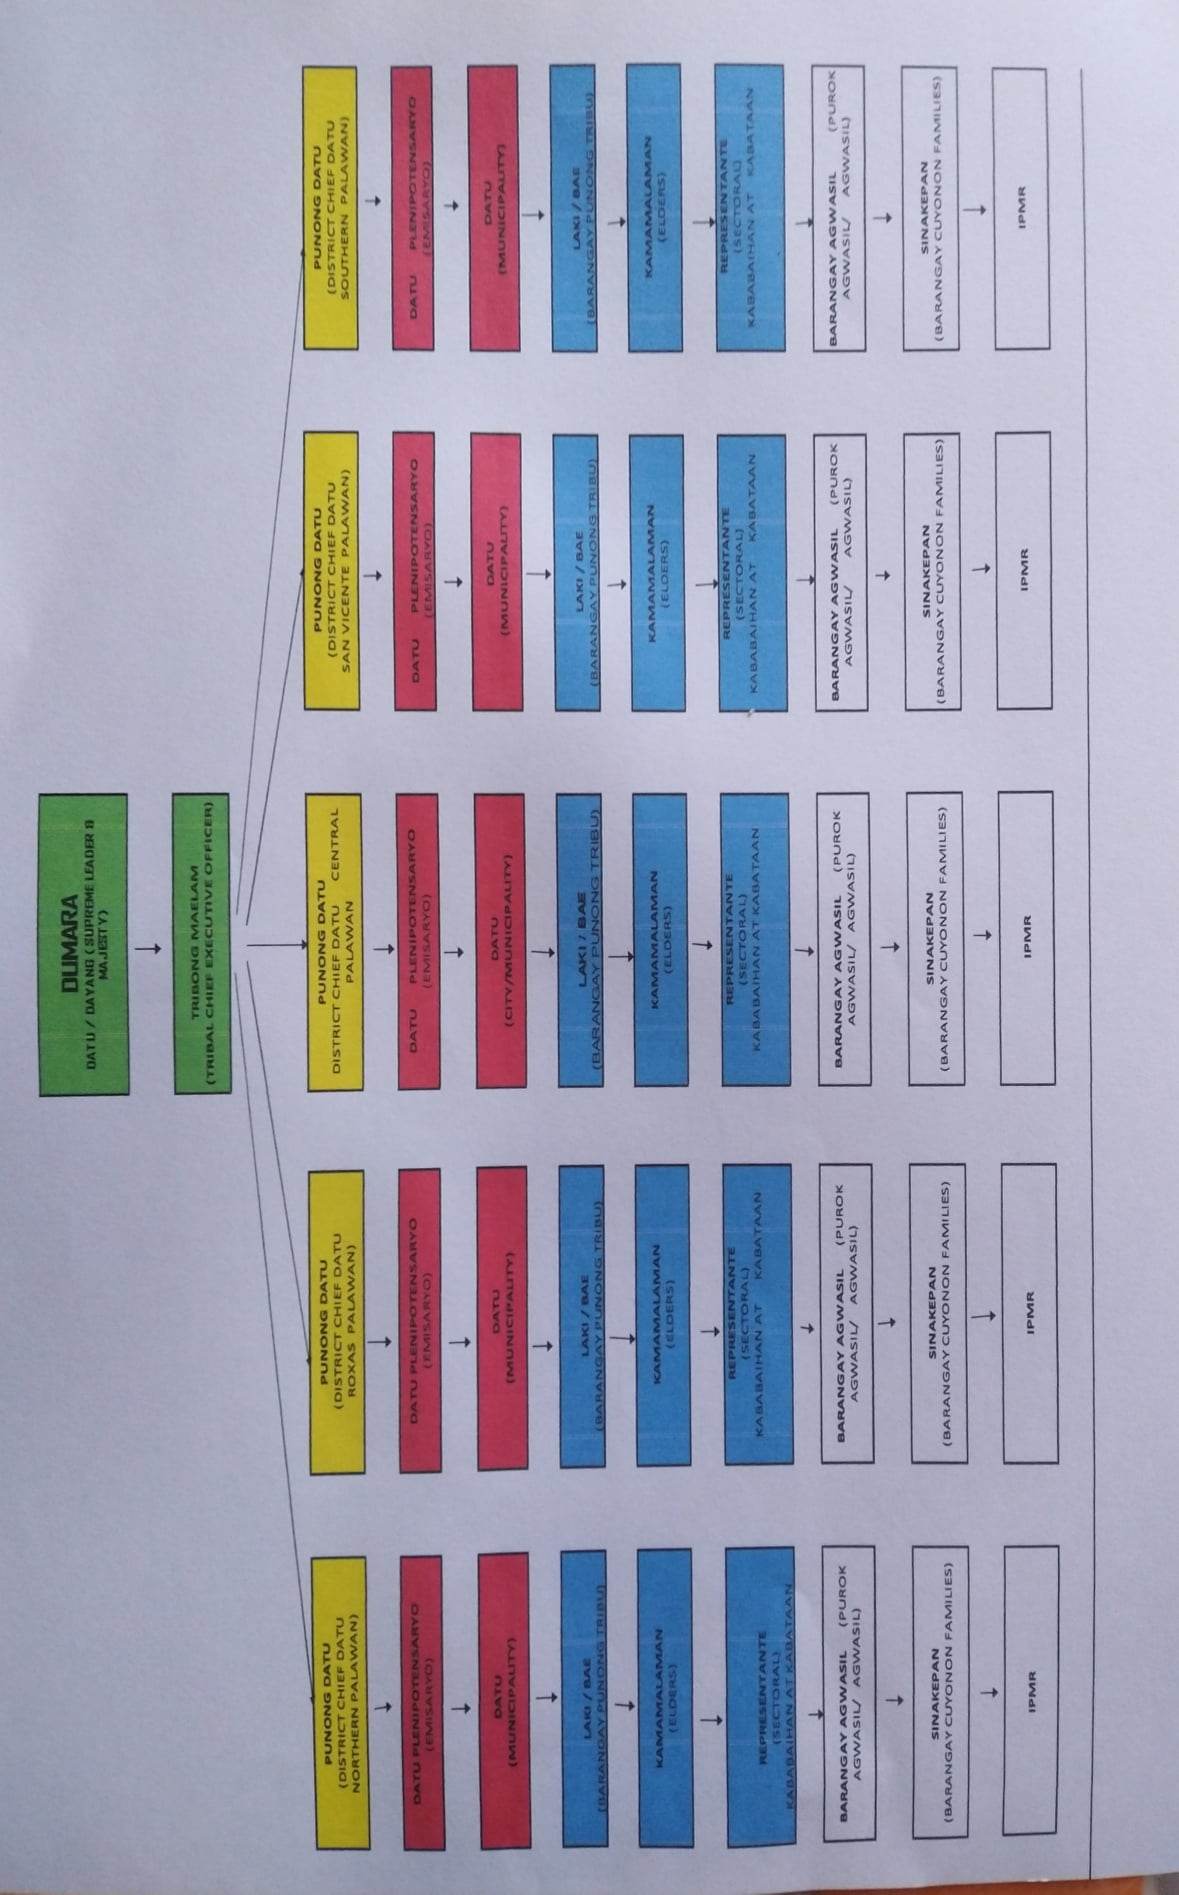 DUMARA
DATU / DAYANG ( SUPREME LEADER &
MAJESTY)
TRIBONG MAELAM
(TRIBAL CHIEF EXECUTIVE OFFICER)
PUNONG DATU
(DISTRICT CHIEF DATU
NORTHERN PALAWAN)
DATU PLENIPOTENSARYO
(EMISARYO)
DATU
(MUNICIPALITY)
LAKI / BAE
(BARANGAY PUNONG TRIBU)
KAMAMALAMAN
(ELDERS)
REPRESENTANTE
(SECTORAL)
KABABAIHAN AT KABATAAN
BARANGAY AGWASIL (PUROK
AGWASIL/ AGWASIL)
SINAKEPAN
(BARANGAY CUYONON FAMILIES)
IPMR
PUNONG DATU
(DISTRICT CHIEF DATU
ROXAS PALAWAN)
DATU PLENIPOTENSARYO
(EMISARYO)
DATU
(MUNICIPALITY)
LAKI / BAE
(BARANGAY PUNONG TRIBU)
KAMAMALAMAN
(ELDERS)
REPRESENTANTE
(SECTORAL)
KABABAIHAN AT KABATAAN
BARANGAY AGWASIL (PUROK
AGWASIL/ AGWASIL)
SINAKEPAN
(BARANGAY CUYONON FAMILIES)
IPMR
PUNONG DATU
DISTRICT CHIEF DATU CENTRAL
PALAWAN
DATU PLENIPOTENSARYO
(EMISARYO)
DATU
(CITY/MUNICIPALITY)
LAKI / BAE
(BARANGAY PUNONG TRIBU)
KAMAMALAMAN
(ELDERS)
REPRESENTANTE
(SECTORAL)
KABABAIHAN AT KABATAAN
BARANGAY AGWASIL (PUROK
AGWASIL/ AGWASIL)
SINAKEPAN
(BARANGAY CUYONON FAMILIES)
IPMR
PUNONG DATU
(DISTRICT CHIEF DATU
SAN VICENTE PALAWAN)
DATU PLENIPOTENSARYO
(EMISARYO)
DATU
(MUNICIPALITY)
LAKI / BAE
(BARANGAY PUNONG TRIBU)
KAMAMALAMAN
(ELDERS)
REPRESENTANTE
(SECTORAL)
KABABAIHAN AT KABATAAN
BARANGAY AGWASIL (PUROK
AGWASIL/ AGWASIL)
SINAKEPAN
(BARANGAY CUYONON FAMILIES)
IPMR
PUNONG DATU
(DISTRICT CHIEF DATU
SOUTHERN PALAWAN)
DATU PLENIPOTENSARYO
(EMISARYO)
DATU
(MUNICIPALITY)
LAKI / BAE
(BARANGAY PUNONG TRIBU)
KAMAMALAMAN
(ELDERS)
REPRESENTANTE
(SECTORAL)
KABABAIHAN AT KABATAAN
BARANGAY AGWASIL (PUROK
AGWASIL/ AGWASIL)
SINAKEPAN
(BARANGAY CUYONON FAMILIES)
IPMR